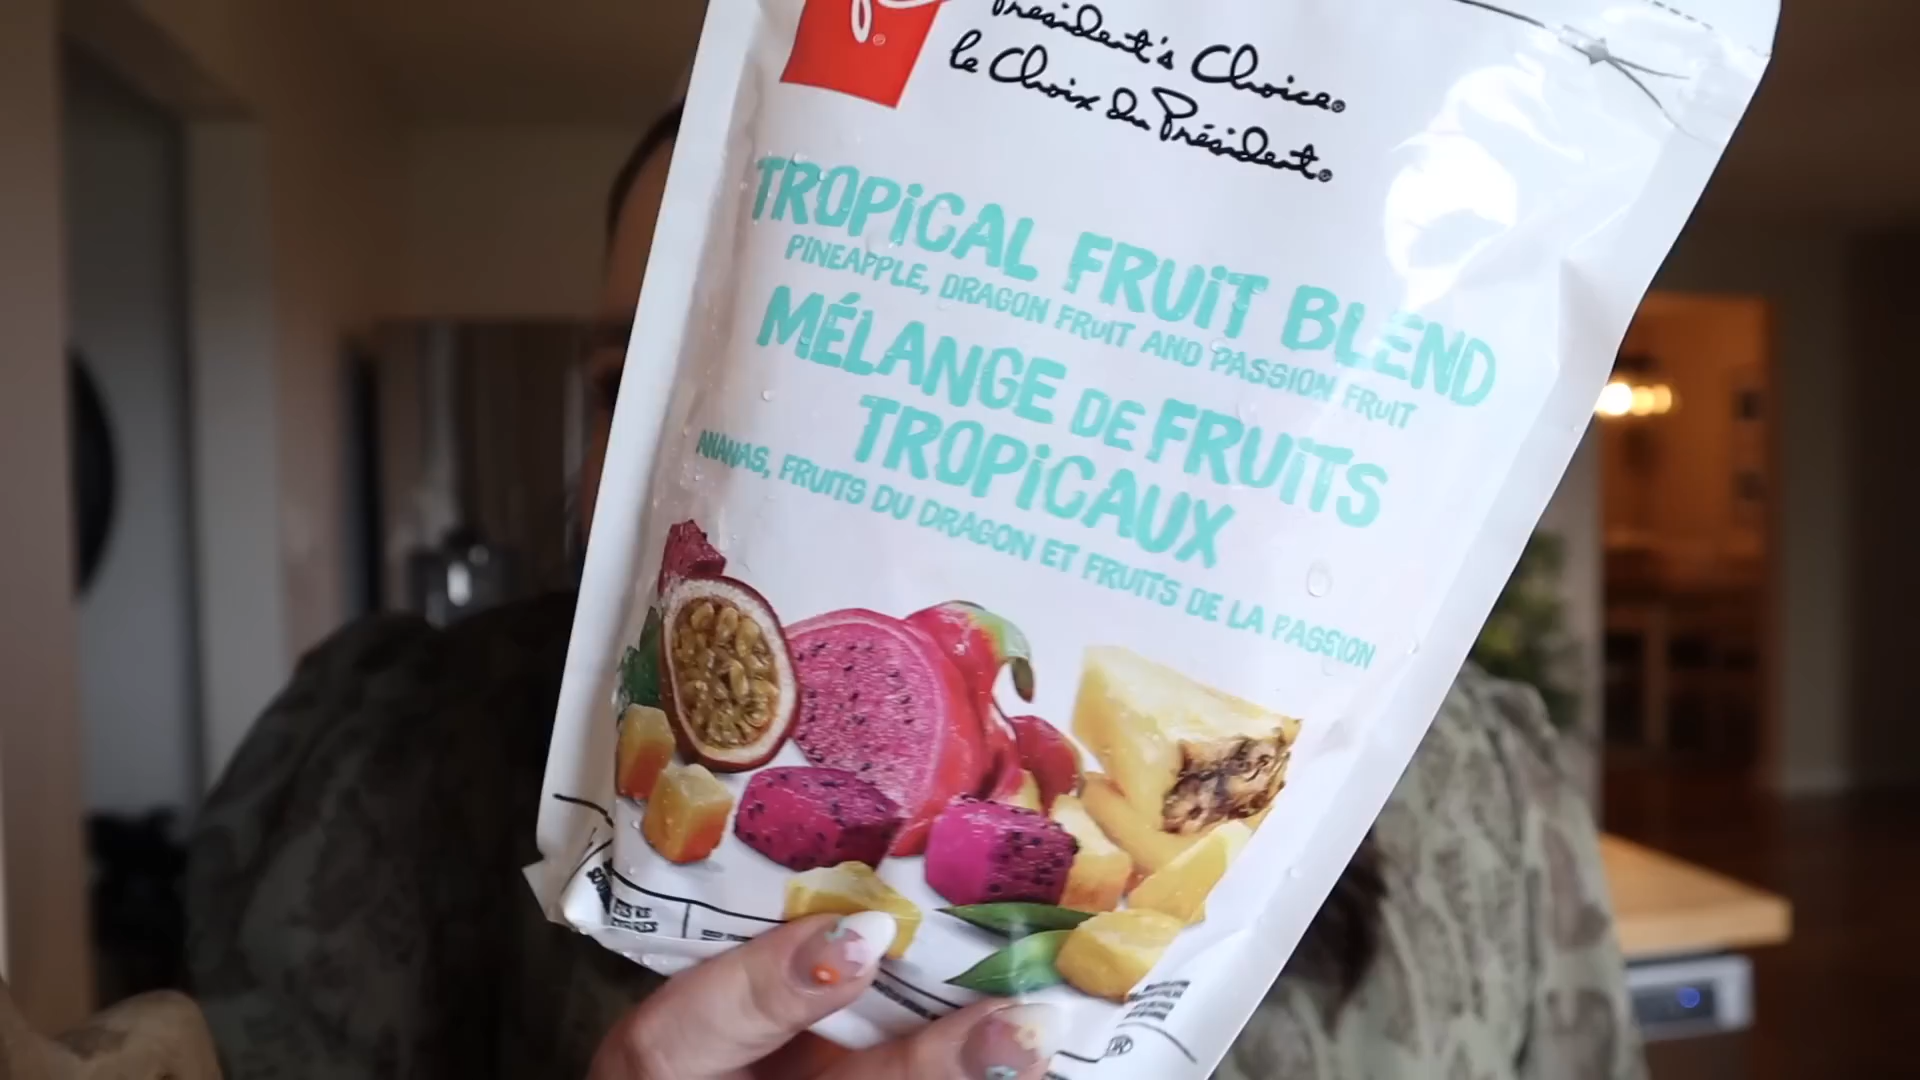 President's Choice®
le Choix du Président®
TROPICAL FRUIT BLEND
PINEAPPLE, DRAGON FRUIT AND PASSION FRUIT
MÉLANGE DE FRUITS
TROPICAUX
ANANAS, FRUITS DU DRAGON ET FRUITS DE LA PASSION